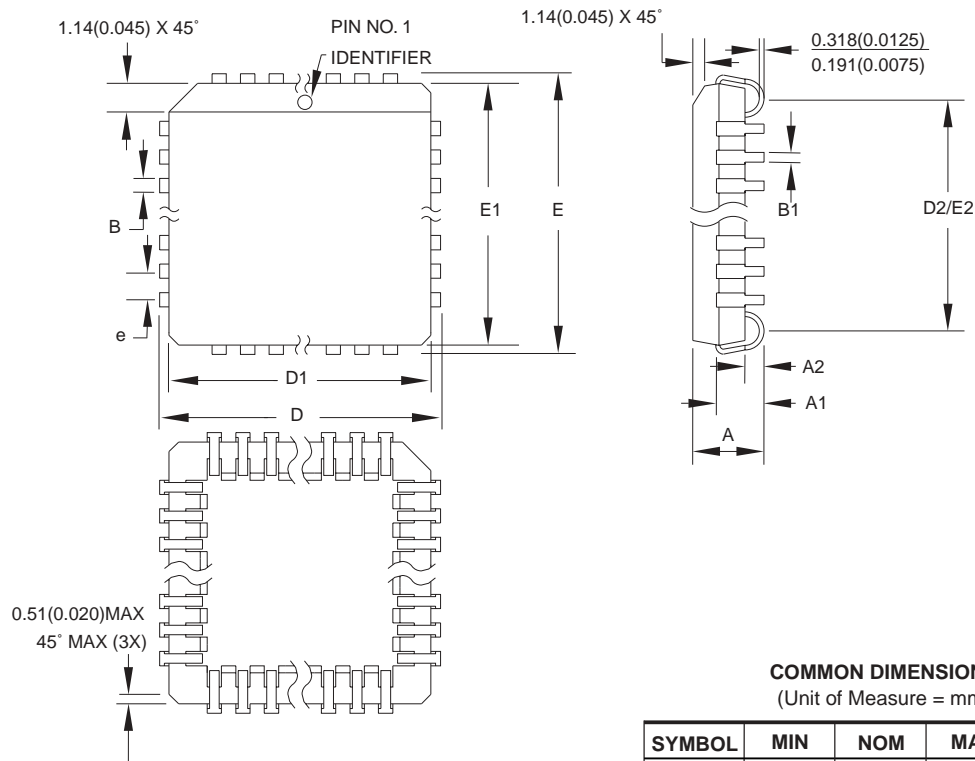 1.14(0.045) X 45°
PIN NO. 1
IDENTIFIER
1.14(0.045) X 45°
0.318(0.0125)
0.191(0.0075)
B
e
E1
E
B1
D2/E2
D1
D
A2
A1
A
0.51(0.020)MAX
45° MAX (3X)
COMMON DIMENSION
(Unit of Measure = mm
SYMBOL MIN NOM MA